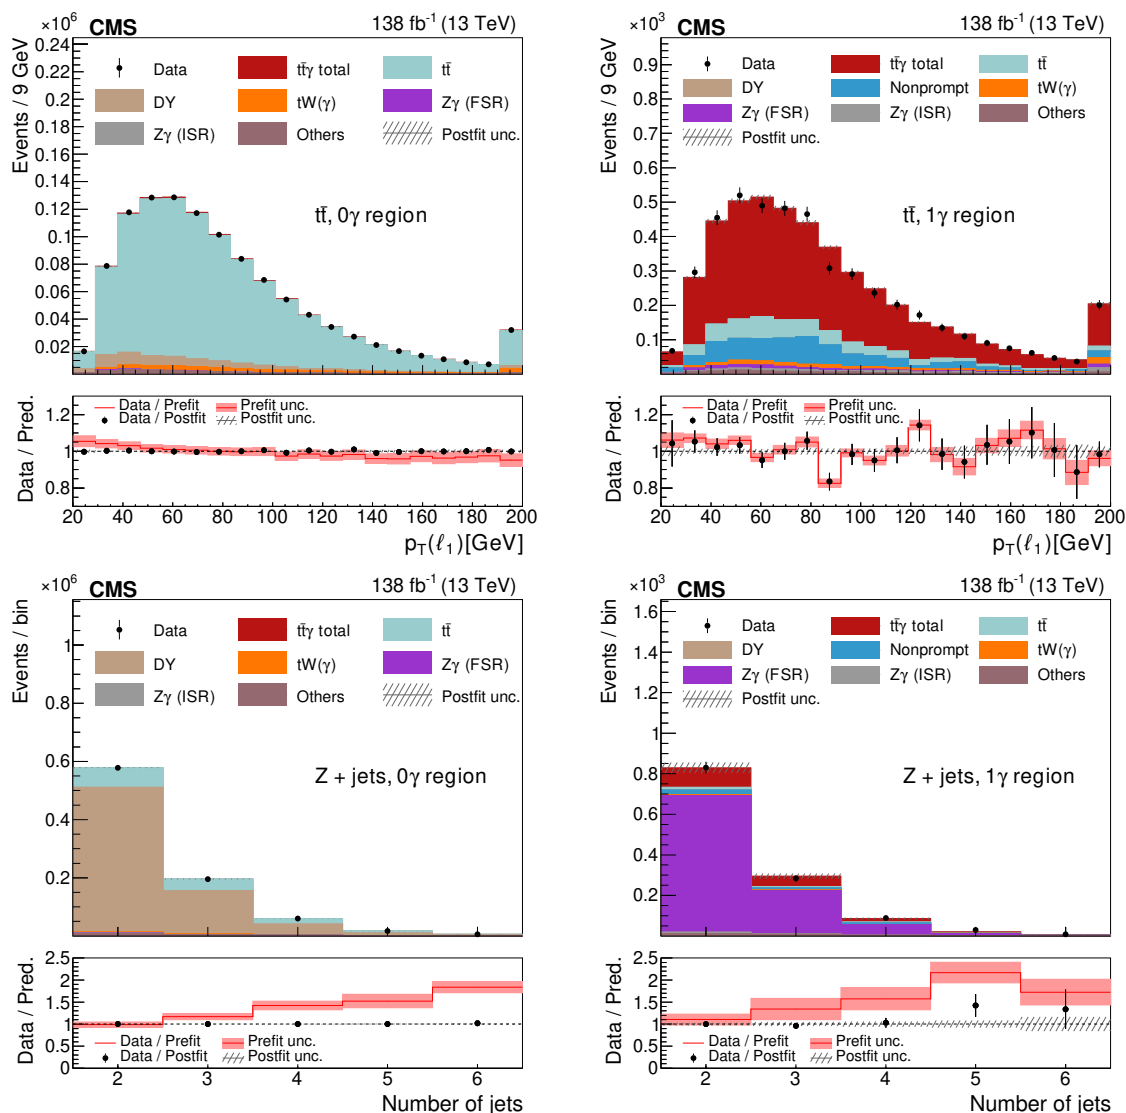 ×10⁶ CMS 138 fb⁻¹ (13 TeV)
Events / 9 GeV
0.24
0.22
0.2
0.18
0.16
0.14
0.12
0.1
0.08
0.06
0.04
0.02
Data tt̄γ total tt̄
DY tW(γ) Zγ (FSR)
Zγ (ISR) Others Postfit unc.
tt̄, 0γ region
Data / Pred.
1.2
1
0.8
Data / Prefit Prefit unc.
Data / Postfit Postfit unc.
20 40 60 80 100 120 140 160 180 200
p_T(ℓ₁)[GeV]
×10³ CMS 138 fb⁻¹ (13 TeV)
Events / 9 GeV
0.9
0.8
0.7
0.6
0.5
0.4
0.3
0.2
0.1
Data tt̄γ total tt̄
DY Nonprompt tW(γ)
Zγ (FSR) Zγ (ISR) Others
Postfit unc.
tt̄, 1γ region
Data / Pred.
1.2
1
0.8
Data / Prefit Prefit unc.
Data / Postfit Postfit unc.
20 40 60 80 100 120 140 160 180 200
p_T(ℓ₁)[GeV]
×10⁶ CMS 138 fb⁻¹ (13 TeV)
Events / bin
1
0.8
0.6
0.4
0.2
Data tt̄γ total tt̄
DY tW(γ) Zγ (FSR)
Zγ (ISR) Others Postfit unc.
Z + jets, 0γ region
Data / Pred.
2.5
2
1.5
1
0.5
0
Data / Prefit Prefit unc.
Data / Postfit Postfit unc.
2 3 4 5 6
Number of jets
×10³ CMS 138 fb⁻¹ (13 TeV)
Events / bin
1.6
1.4
1.2
1
0.8
0.6
0.4
0.2
Data tt̄γ total tt̄
DY Nonprompt tW(γ)
Zγ (FSR) Zγ (ISR) Others
Postfit unc.
Z + jets, 1γ region
Data / Pred.
2.5
2
1.5
1
0.5
0
Data / Prefit Prefit unc.
Data / Postfit Postfit unc.
2 3 4 5 6
Number of jets